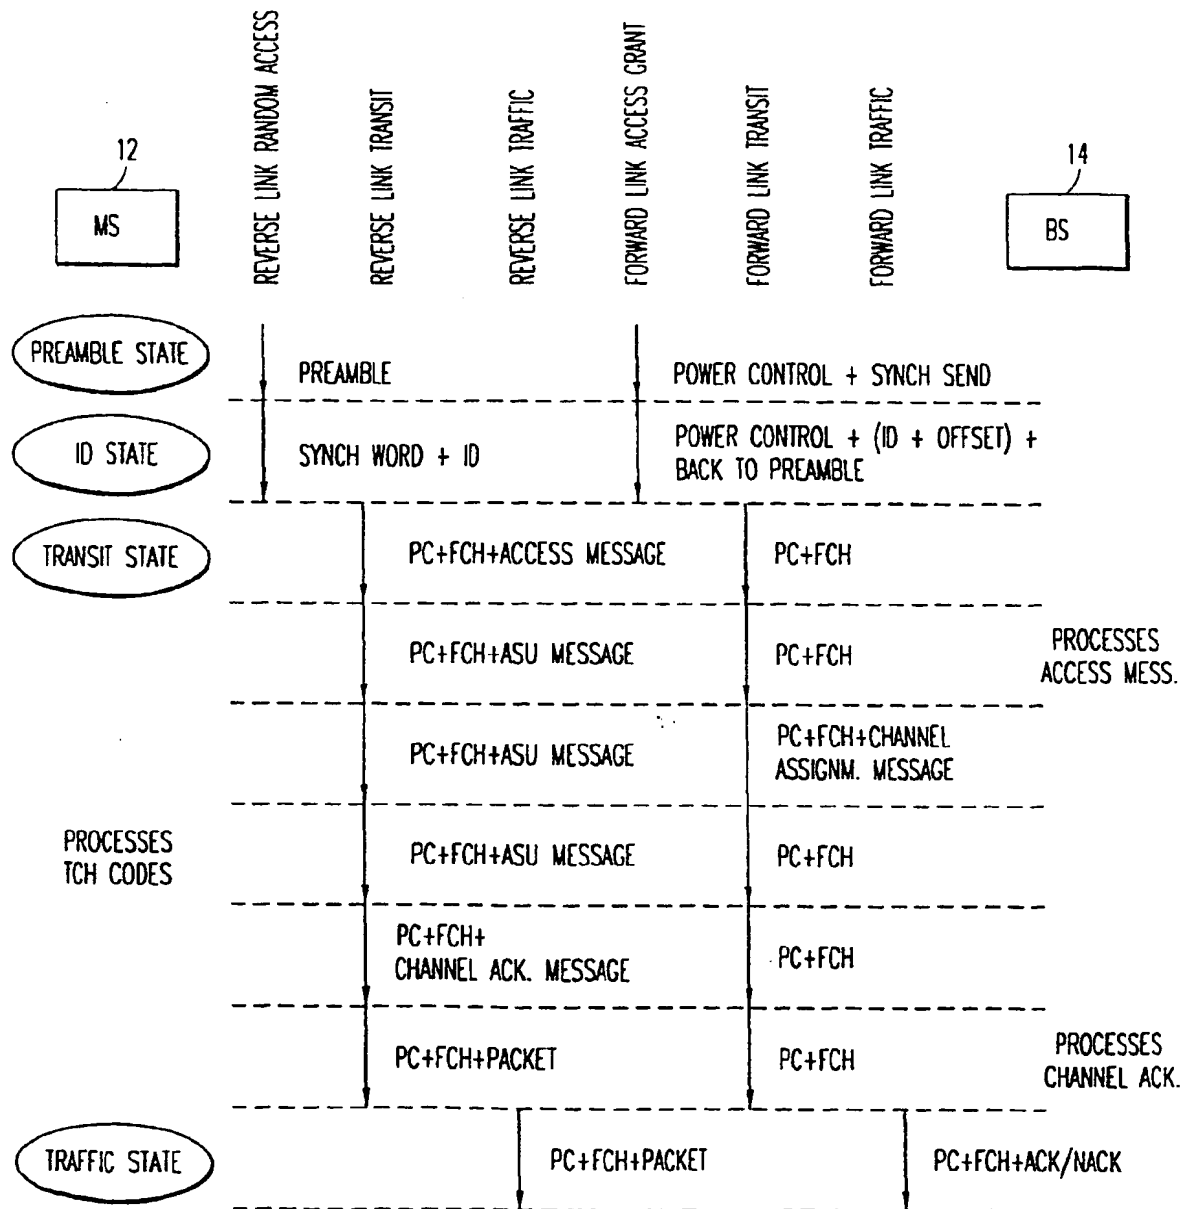 12
MS
REVERSE LINK RANDOM ACCESS
REVERSE LINK TRANSIT
REVERSE LINK TRAFFIC
FORWARD LINK ACCESS GRANT
FORWARD LINK TRANSIT
FORWARD LINK TRAFFIC
14
BS
PREAMBLE STATE
PREAMBLE
POWER CONTROL + SYNCH SEND
ID STATE
SYNCH WORD + ID
POWER CONTROL + (ID + OFFSET) +
BACK TO PREAMBLE
TRANSIT STATE
PC+FCH+ACCESS MESSAGE
PC+FCH
PC+FCH+ASU MESSAGE
PC+FCH
PROCESSES
ACCESS MESS.
PC+FCH+ASU MESSAGE
PC+FCH+CHANNEL
ASSIGNM. MESSAGE
PROCESSES
TCH CODES
PC+FCH+ASU MESSAGE
PC+FCH
PC+FCH+
CHANNEL ACK. MESSAGE
PC+FCH
PC+FCH+PACKET
PC+FCH
PROCESSES
CHANNEL ACK.
TRAFFIC STATE
PC+FCH+PACKET
PC+FCH+ACK/NACK